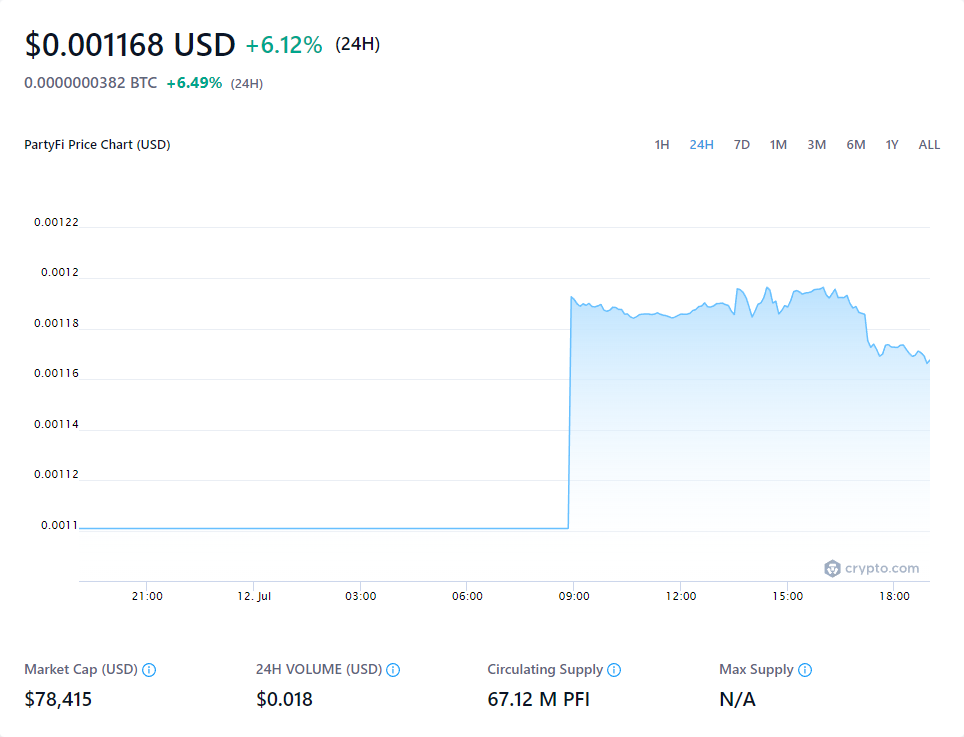 $0.001168 USD +6.12% (24H)
0.0000000382 BTC +6.49% (24H)
PartyFi Price Chart (USD) 1H 24H 7D 1M 3M 6M 1Y ALL
0.00122
0.0012
0.00118
0.00116
0.00114
0.00112
0.0011
crypto.com
21:00 12. Jul 03:00 06:00 09:00 12:00 15:00 18:00
Market Cap (USD) 24H VOLUME (USD) Circulating Supply Max Supply
$78,415 $0.018 67.12 M PFI N/A